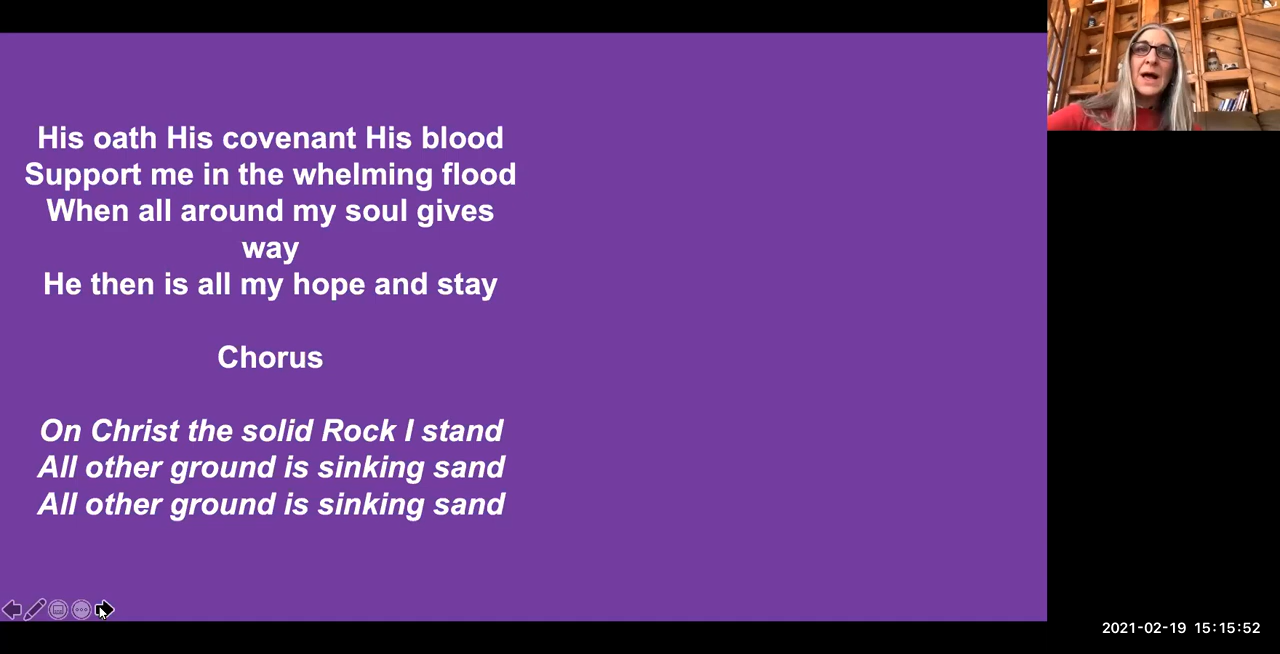 His oath His covenant His blood
Support me in the whelming flood
When all around my soul gives
way
He then is all my hope and stay
Chorus
On Christ the solid Rock I stand
All other ground is sinking sand
All other ground is sinking sand
2021-02-19 15:15:52